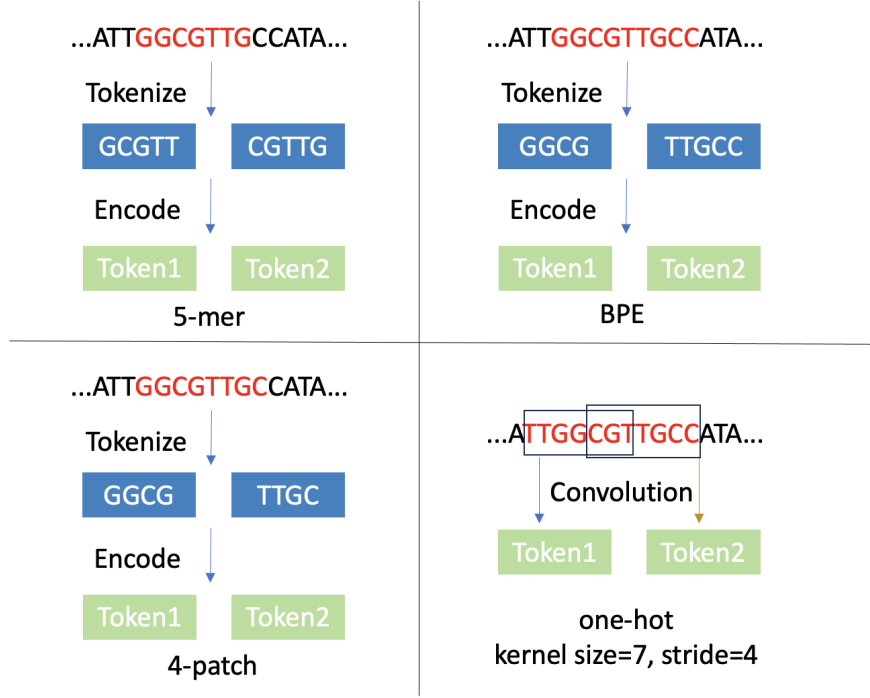 ...ATTGGCGTTGCCATA...
Tokenize
GCGTT CGTTG
Encode
Token1 Token2
5-mer
...ATTGGCGTTGCCATA...
Tokenize
GGCG TTGCC
Encode
Token1 Token2
BPE
...ATTGGCGTTGCCATA...
Tokenize
GGCG TTGC
Encode
Token1 Token2
4-patch
...ATTGGCGTTGCCATA...
Convolution
Token1 Token2
one-hot
kernel size=7, stride=4